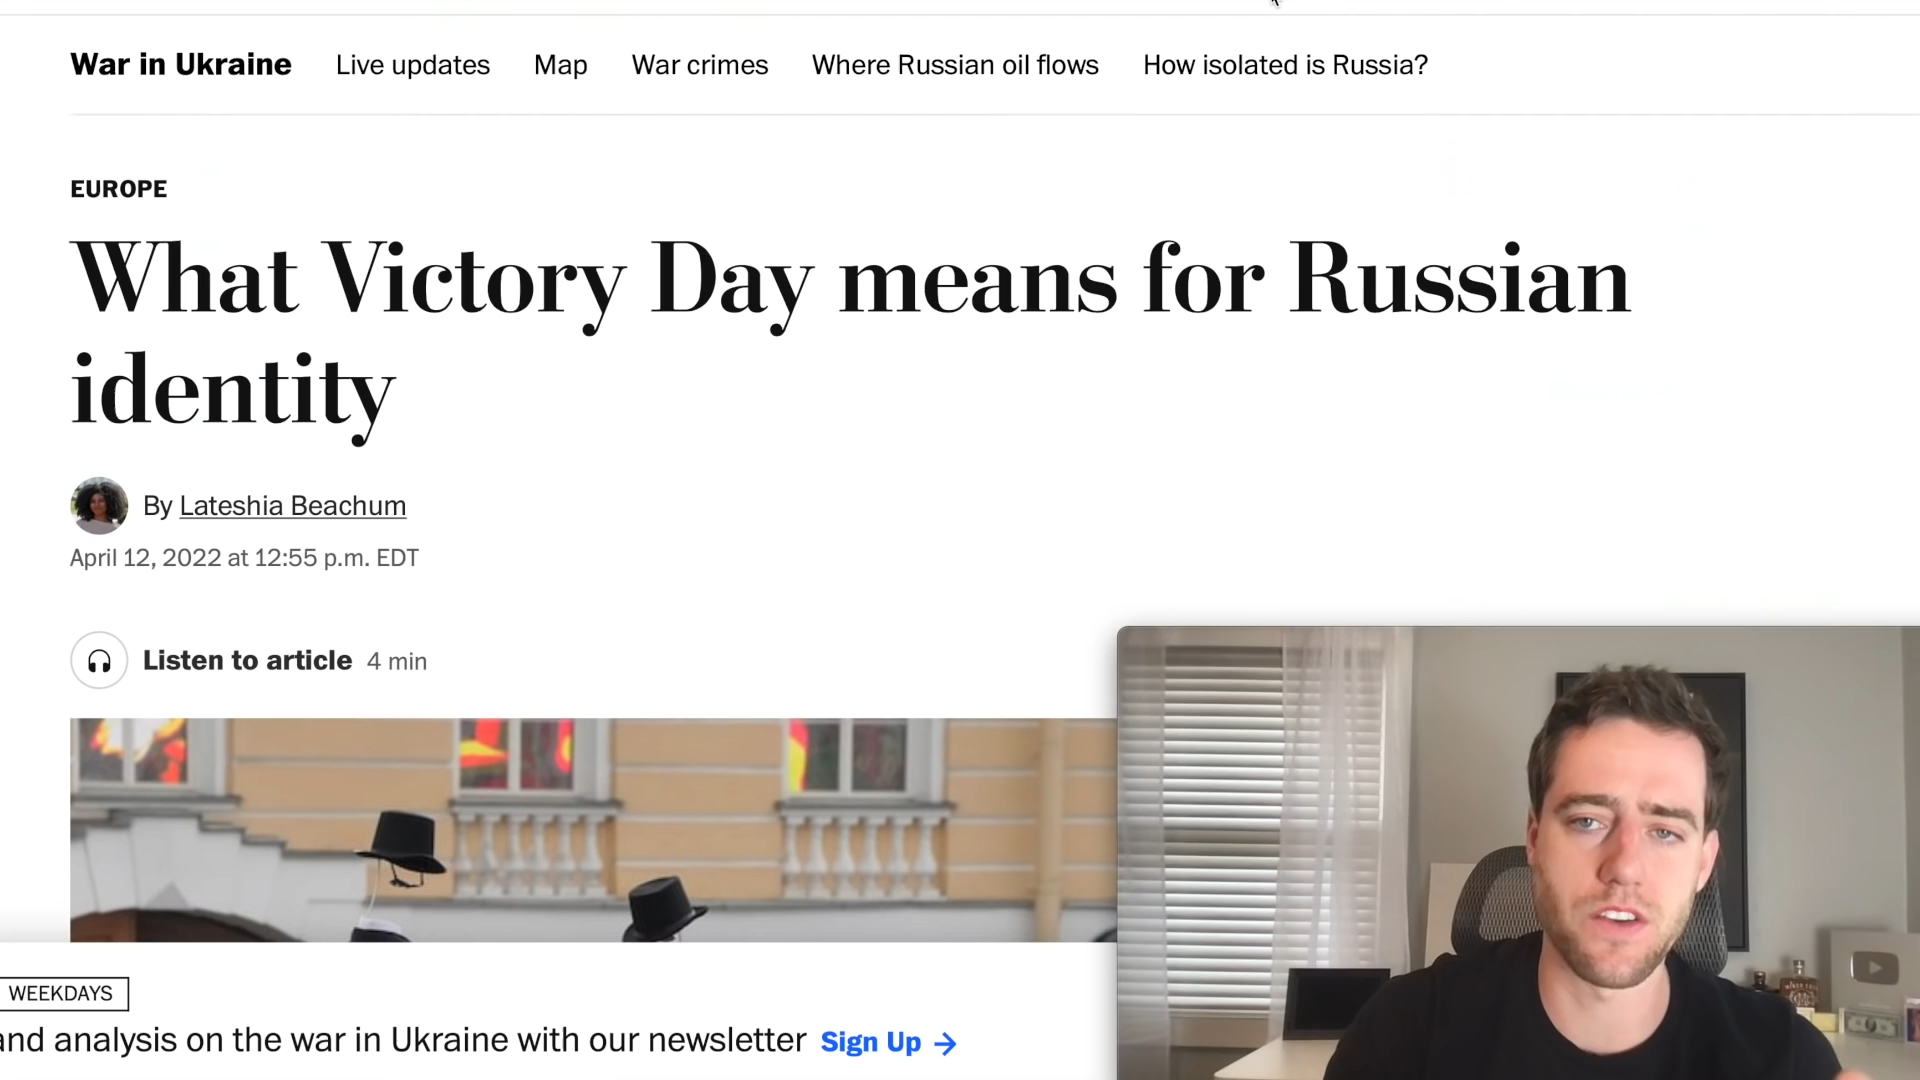 War in Ukraine Live updates Map War crimes Where Russian oil flows How isolated is Russia?
EUROPE
What Victory Day means for Russian
identity
By Lateshia Beachum
April 12, 2022 at 12:55 p.m. EDT
Listen to article 4 min
WEEKDAYS
and analysis on the war in Ukraine with our newsletter Sign Up →